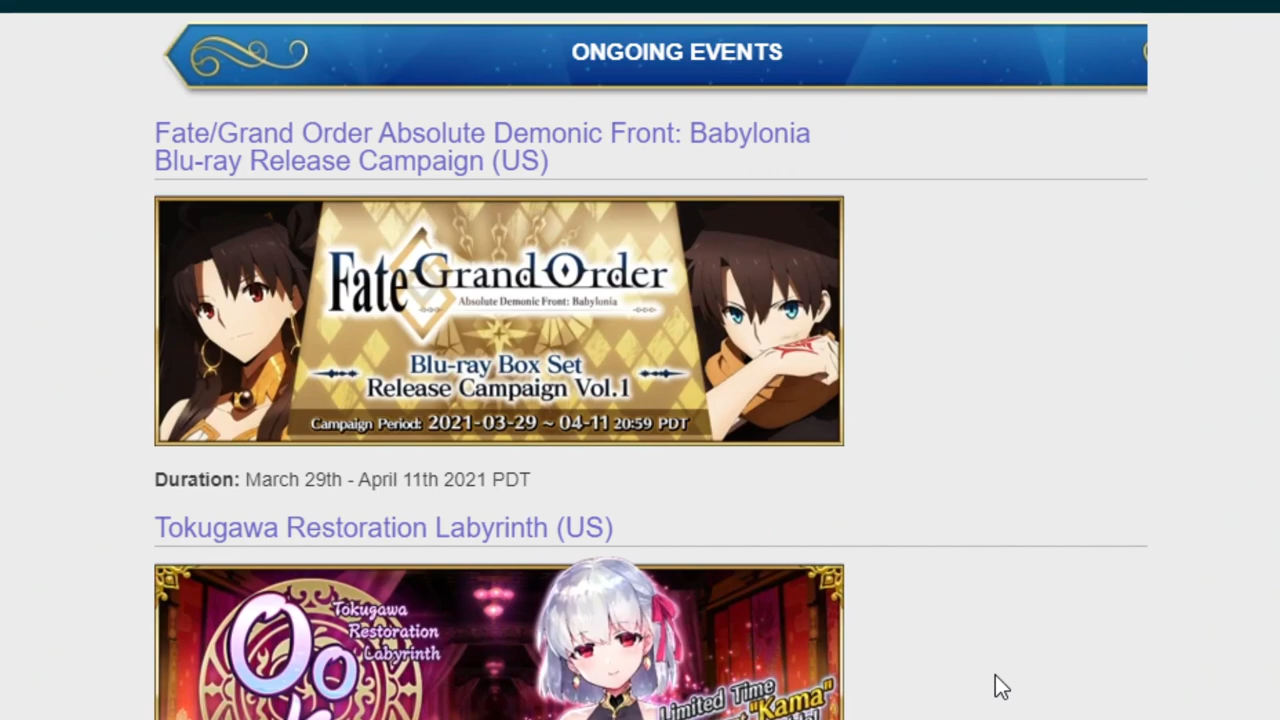 ONGOING EVENTS
Fate/Grand Order Absolute Demonic Front: Babylonia
Blu-ray Release Campaign (US)
Fate Grand Order
Absolute Demonic Front: Babylonia
Blu-ray Box Set
Release Campaign Vol.1
Campaign Period: 2021-03-29 ~ 04-11 20:59 PDT
Duration: March 29th - April 11th 2021 PDT
Tokugawa Restoration Labyrinth (US)
Tokugawa
Restoration
Labyrinth
Oo
Limited Time
"Kama"